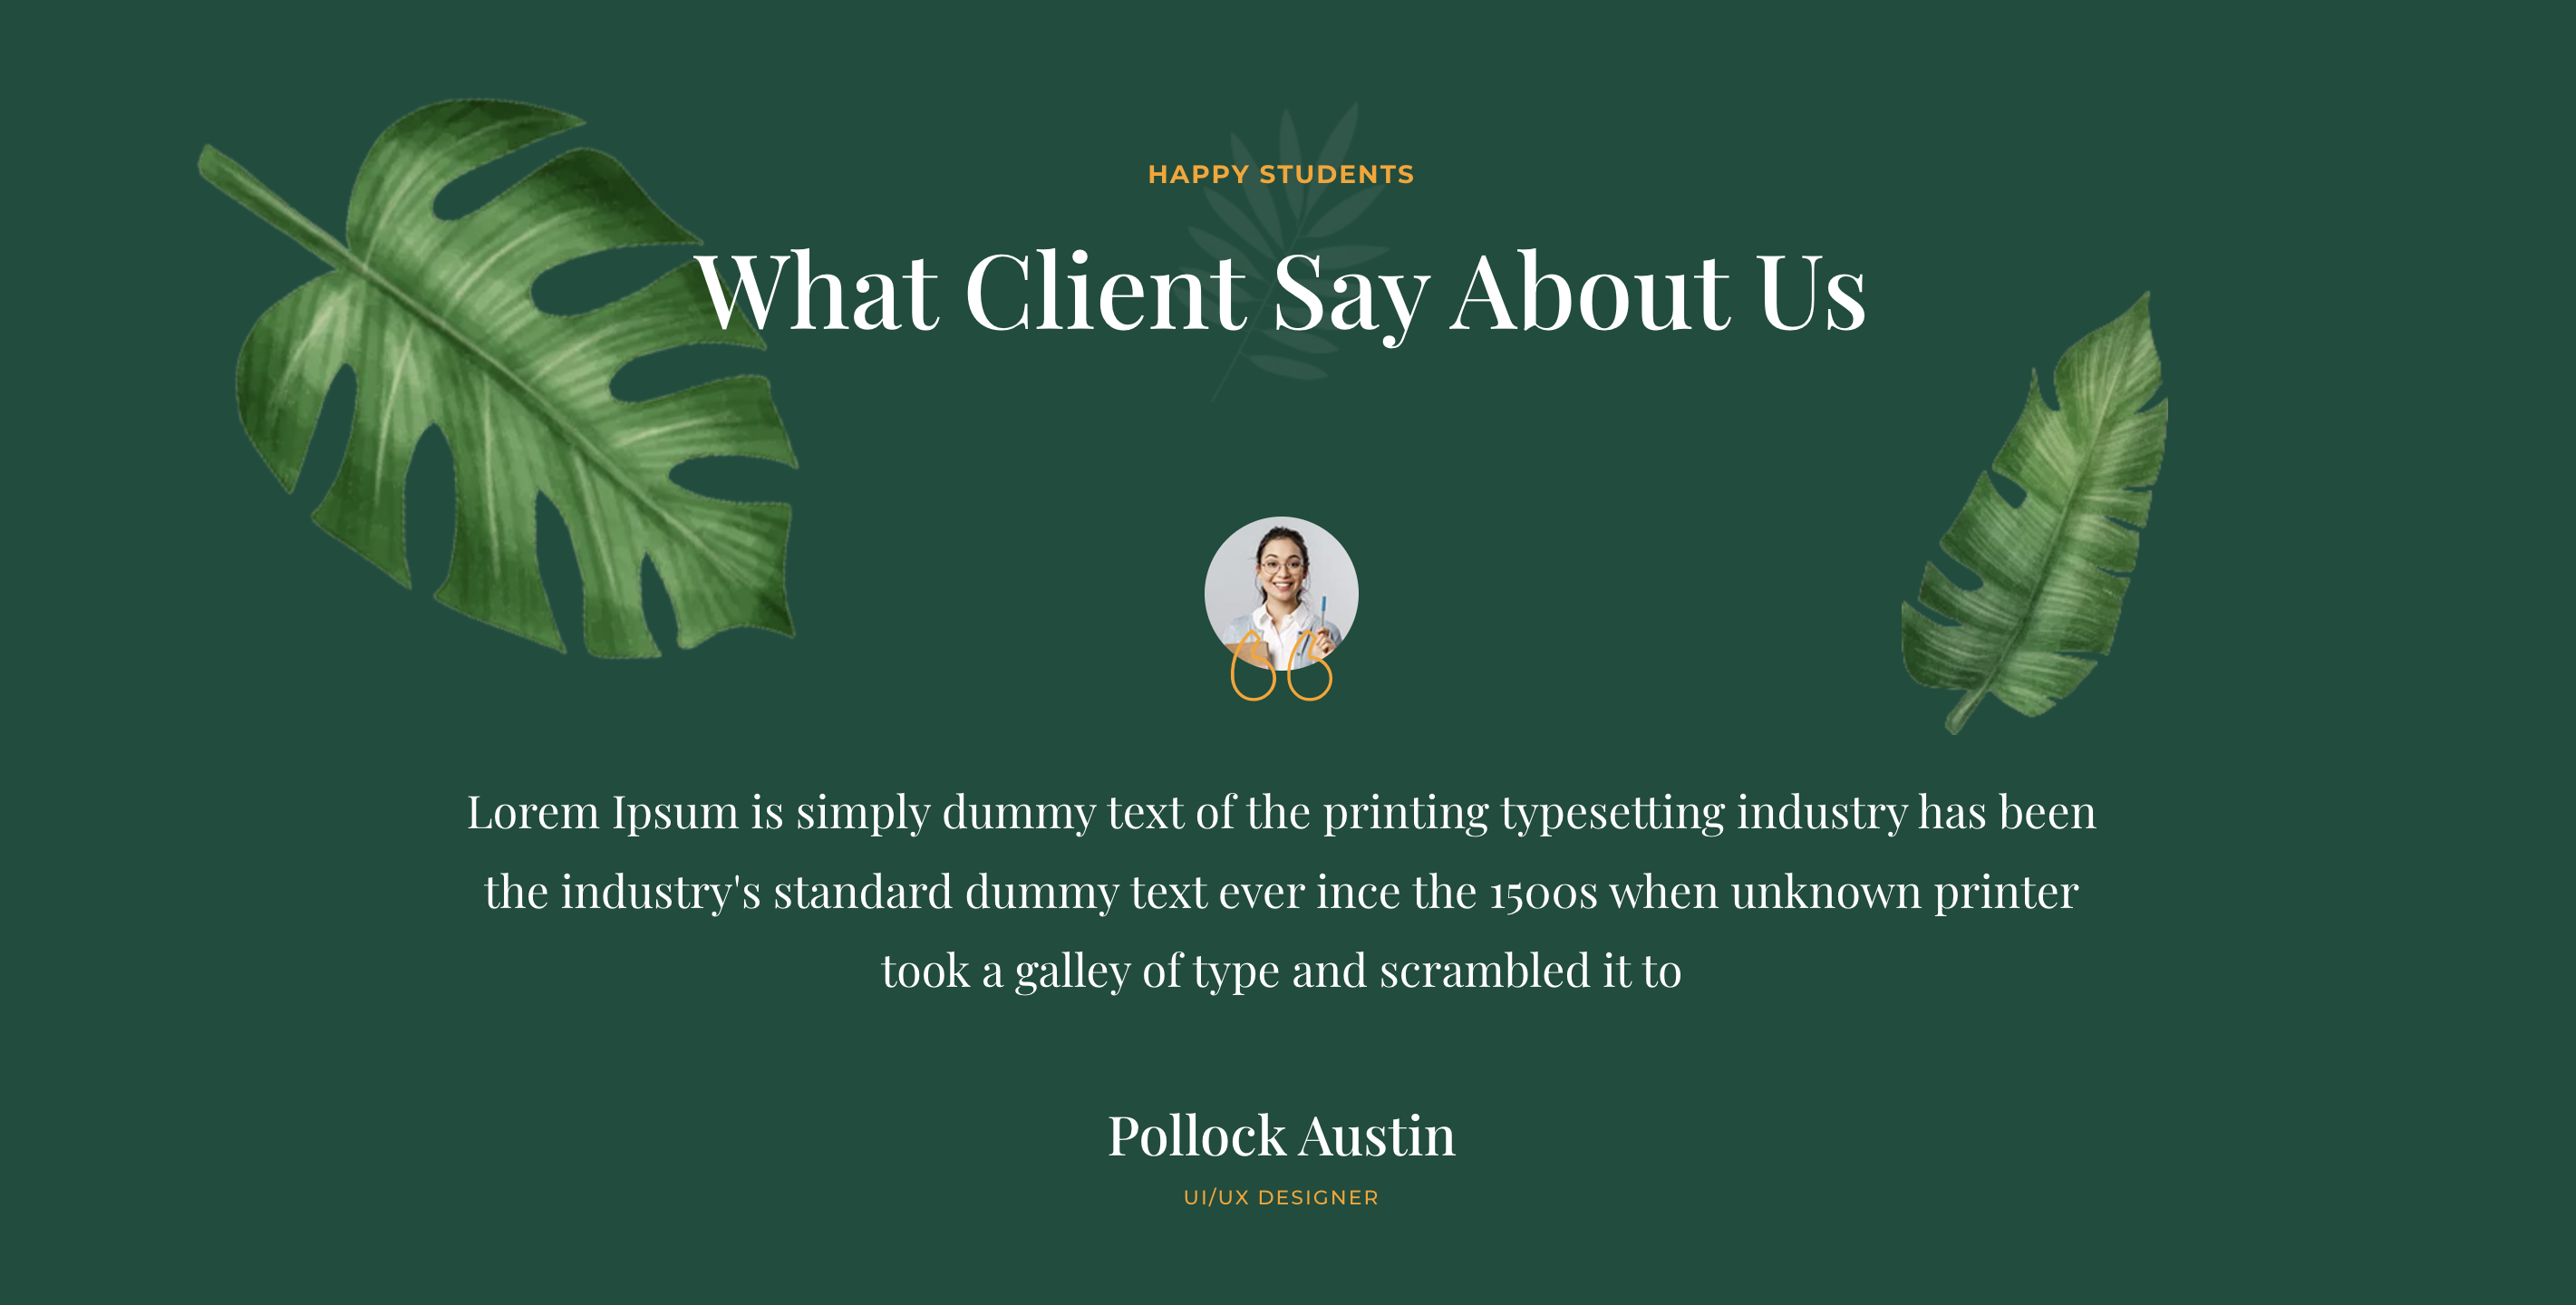 HAPPY STUDENTS
What Client Say About Us
Lorem Ipsum is simply dummy text of the printing typesetting industry has been
the industry's standard dummy text ever ince the 1500s when unknown printer
took a galley of type and scrambled it to
Pollock Austin
UI/UX DESIGNER